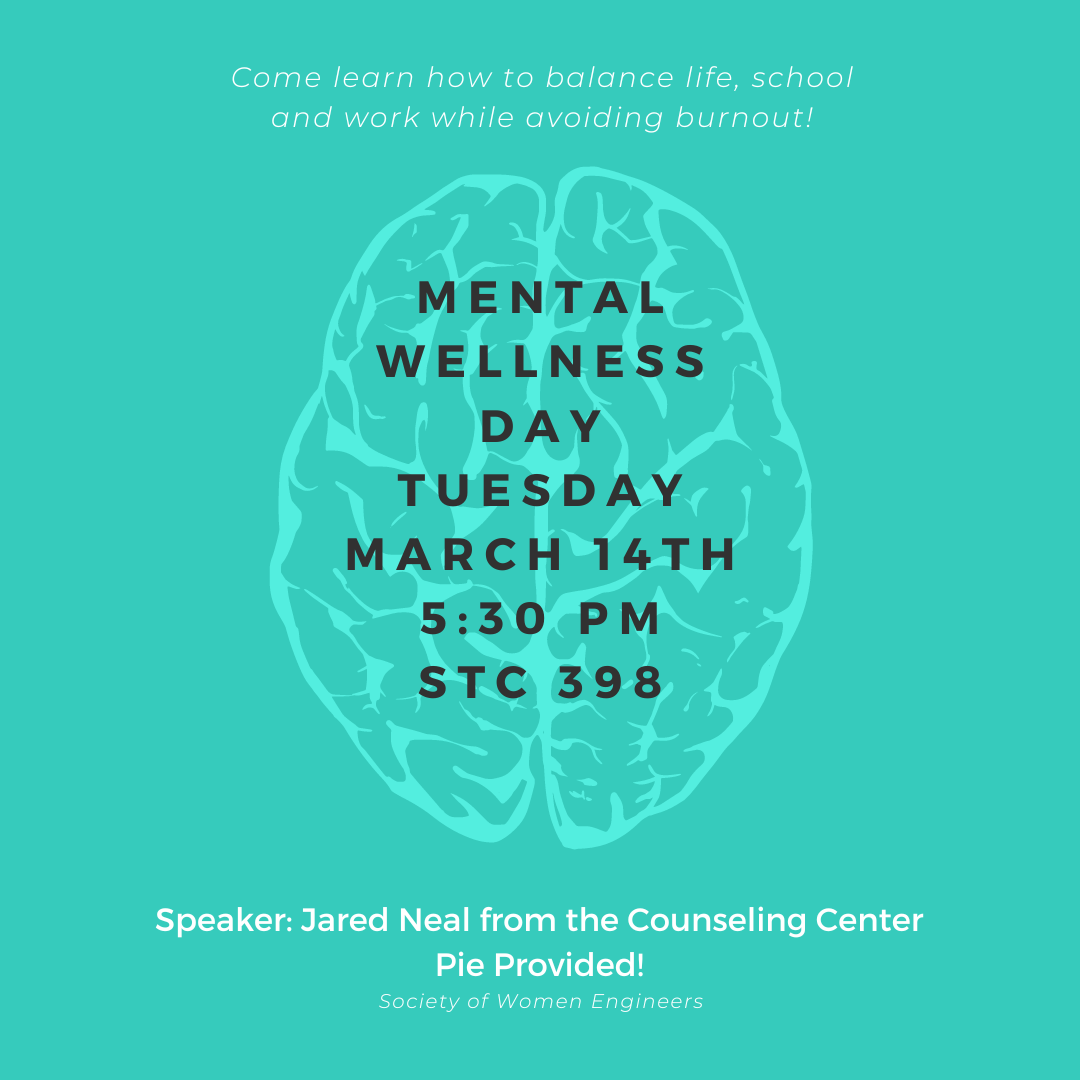 Come learn how to balance life, school
and work while avoiding burnout!
MENTAL
WELLNESS
DAY
TUESDAY
MARCH 14TH
5:30 PM
STC 398
Speaker: Jared Neal from the Counseling Center
Pie Provided!
Society of Women Engineers